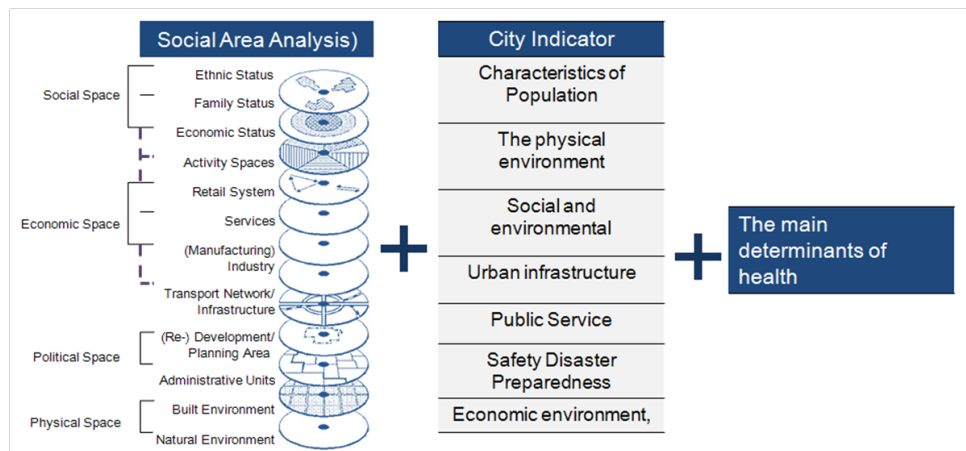 Social Area Analysis)
Social Space
Ethnic Status
Family Status
Economic Status
Activity Spaces
Economic Space
Retail System
Services
(Manufacturing)
Industry
Transport Network/
Infrastructure
Political Space
(Re-) Development/
Planning Area
Administrative Units
Physical Space
Built Environment
Natural Environment
+
City Indicator
Characteristics of
Population
The physical
environment
Social and
environmental
Urban infrastructure
Public Service
Safety Disaster
Preparedness
Economic environment,
+
The main
determinants of
health